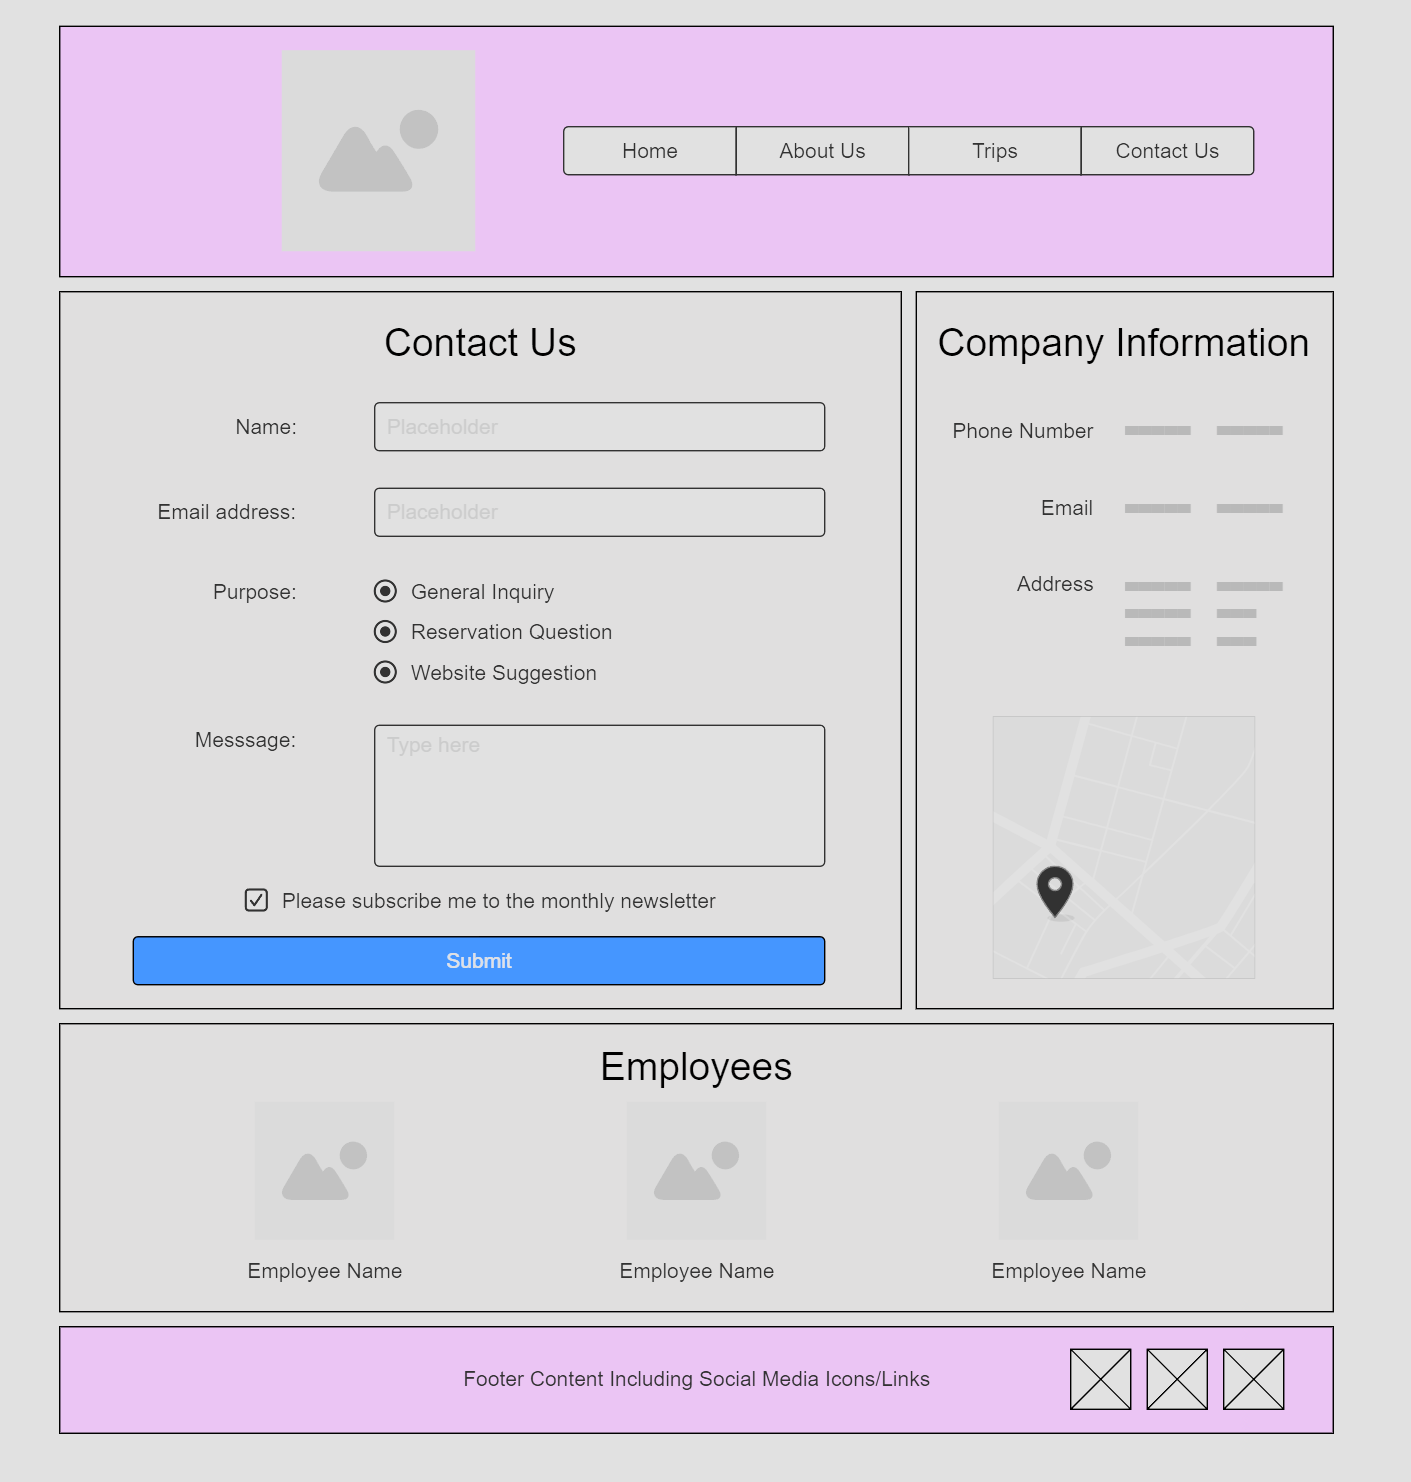 Home
About Us
Trips
Contact Us
Contact Us
Name:
Placeholder
Email address:
Placeholder
Purpose:
General Inquiry
Reservation Question
Website Suggestion
Messsage:
Type here
Please subscribe me to the monthly newsletter
Submit
Company Information
Phone Number
Email
Address
Employees
Employee Name
Employee Name
Employee Name
Footer Content Including Social Media Icons/Links